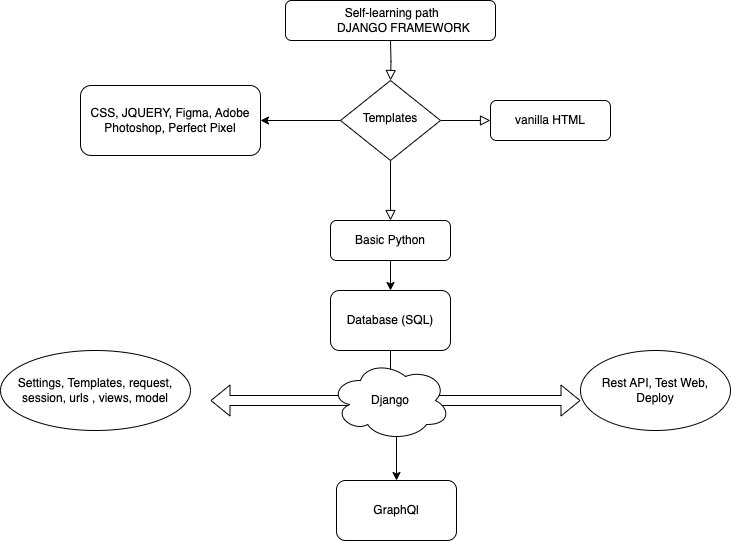 Self-learning path
DJANGO FRAMEWORK
CSS, JQUERY, Figma, Adobe
Photoshop, Perfect Pixel
Templates
vanilla HTML
Basic Python
Database (SQL)
Settings, Templates, request,
session, urls , views, model
Django
Rest API, Test Web,
Deploy
GraphQl